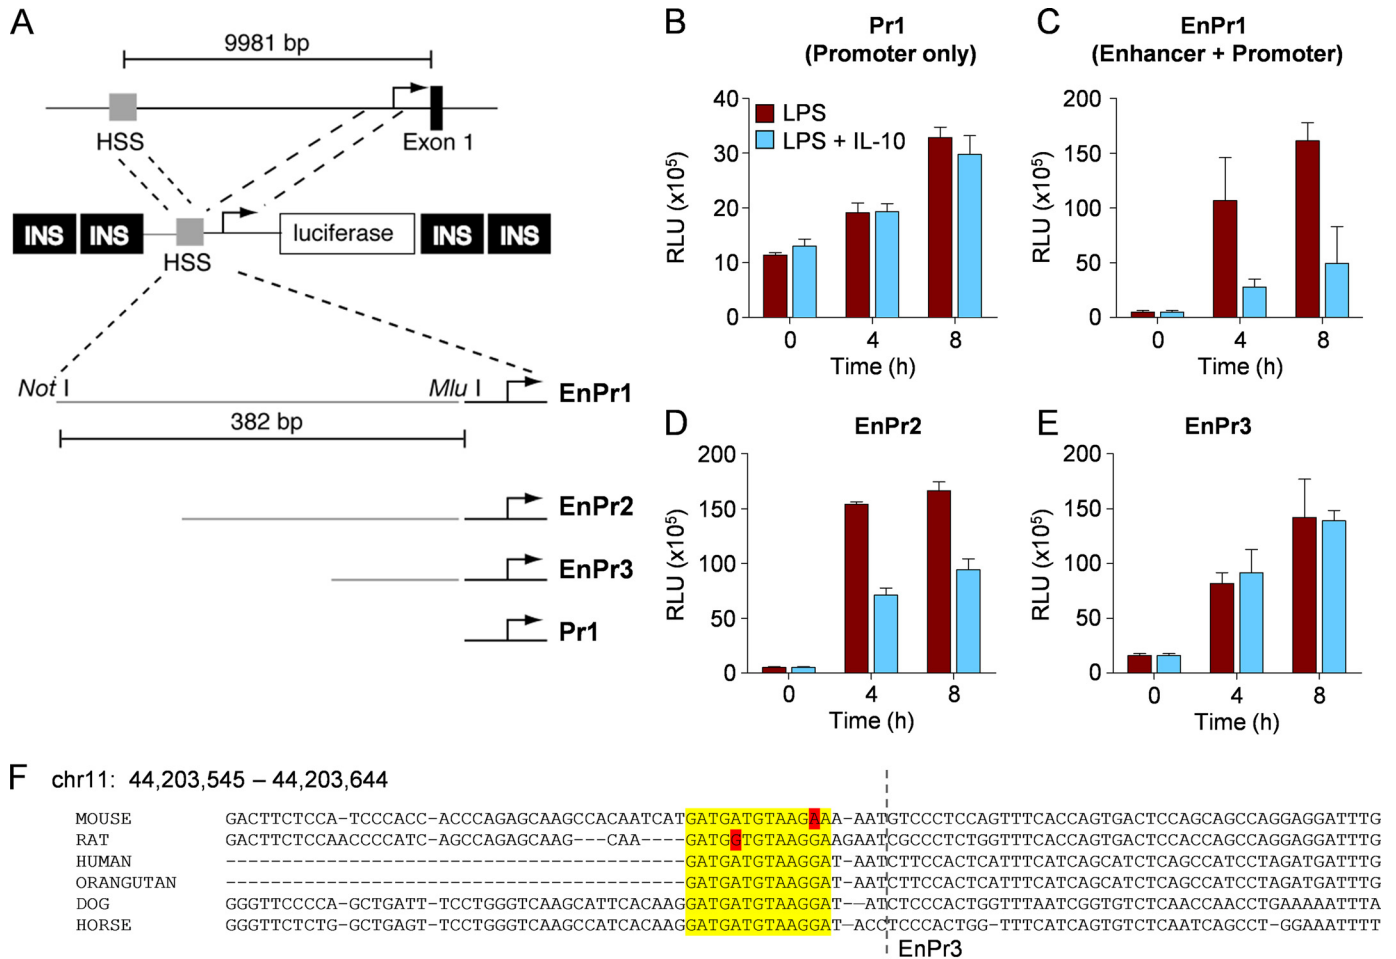 A
9981 bp
HSS
Exon 1
INS INS luciferase INS INS
HSS
Not I
Mlu I
EnPr1
382 bp
EnPr2
EnPr3
Pr1
B
Pr1
(Promoter only)
LPS
LPS + IL-10
RLU (x10⁵)
40
30
20
10
0
0 4 8
Time (h)
C
EnPr1
(Enhancer + Promoter)
RLU (x10⁵)
200
150
100
50
0
0 4 8
Time (h)
D
EnPr2
RLU (x10⁵)
200
150
100
50
0
0 4 8
Time (h)
E
EnPr3
RLU (x10⁵)
200
150
100
50
0
0 4 8
Time (h)
F chr11: 44,203,545 – 44,203,644
MOUSE GACTTCTCCA-TCCCACC-ACCCAGAGCAAGCCACAATCATGATGATGTAAGAAA-AATGTCCCTCCAGTTTCACCAGTGACTCCAGCAGCCAGGAGGATTTG
RAT GACTTCTCCAACCCCATC-AGCCAGAGCAAG---CAA----GATGGTGTAAGGAAGAATCGCCCTCTGGTTTCACCAGTGACTCACCAGCCAGGAGGATTTG
HUMAN -----------------------------------------GATGATGTAAGGAT-AATCTTCCACTGATTTCATCAGCATCTCAGCCATCCTAGATGATTTG
ORANGUTAN -----------------------------------------GATGATGTAAGGAT-AATCTTCCACTCATTTCATCAGCATCTCAGCCATCCTAGATGATTTG
DOG GGGTTCCCCA-GCTGATT-TCCTGGGTCAAGCATTCACAAGGATGATGTAAGGAT--ATCTCCCACTGGTTTAATCGGTGTCTCAACCAACCTGAAAAATTTA
HORSE GGGTTCTCTG-GCTGAGT-TCCTGGGTCAAGCCATCACAAGGATGATGTAAGGAT-ACCTCCCACTGG-TTTCATCAGTGTCTCAATCAGCCT-GGAAATTTT
EnPr3